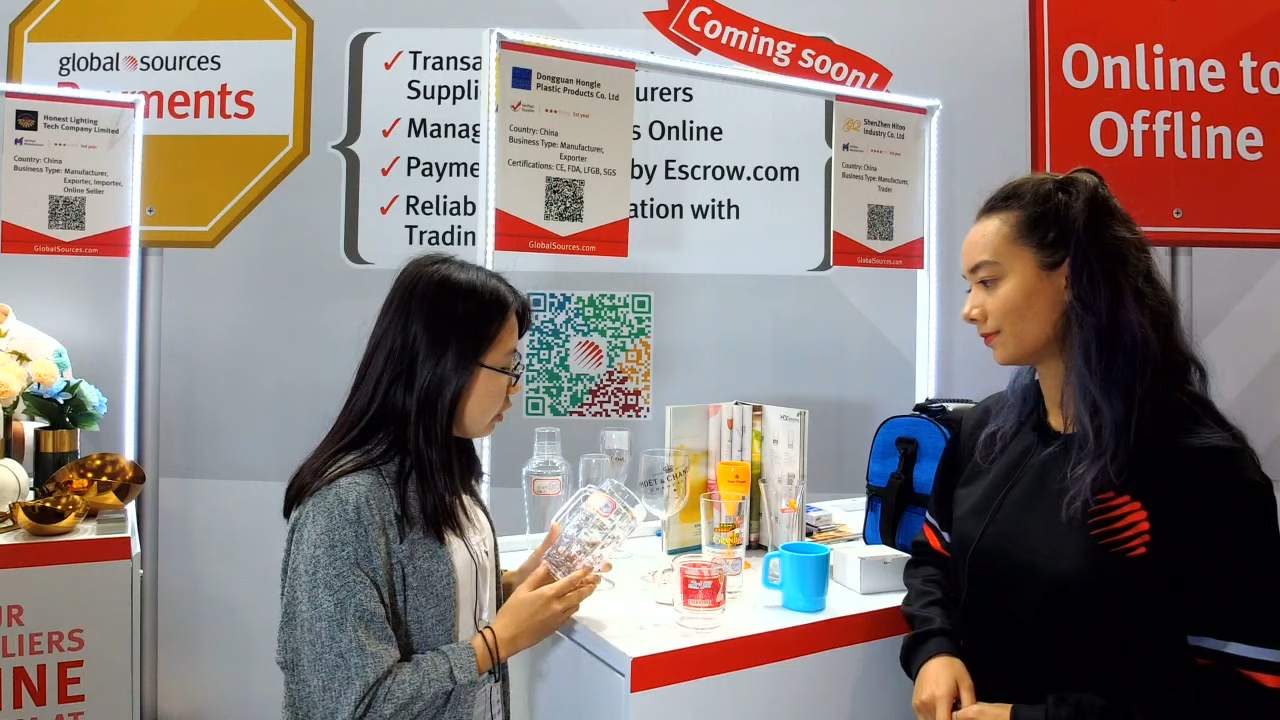 global sources
Payments
Coming soon!
Online to
Offline
Transa
Suppli
urers
Manag
s Online
Payme
by Escrow.com
Reliab
ation with
Tradin
Honest Lighting
Tech Company Limited
Country: China
Business Type: Manufacturer,
Exporter, Importer,
Online Seller
GlobalSources.com
Dongguan Hongle
Plastic Products Co. Ltd
Country: China
Business Type: Manufacturer,
Exporter
Certifications: CE, FDA, LFGB, SGS
GlobalSources.com
ShenZhen Hitoo
Industry Co. Ltd
Country: China
Business Type: Manufacturer,
Trader
GlobalSources.com
MOËT & CHAND
UR
LIERS
INE